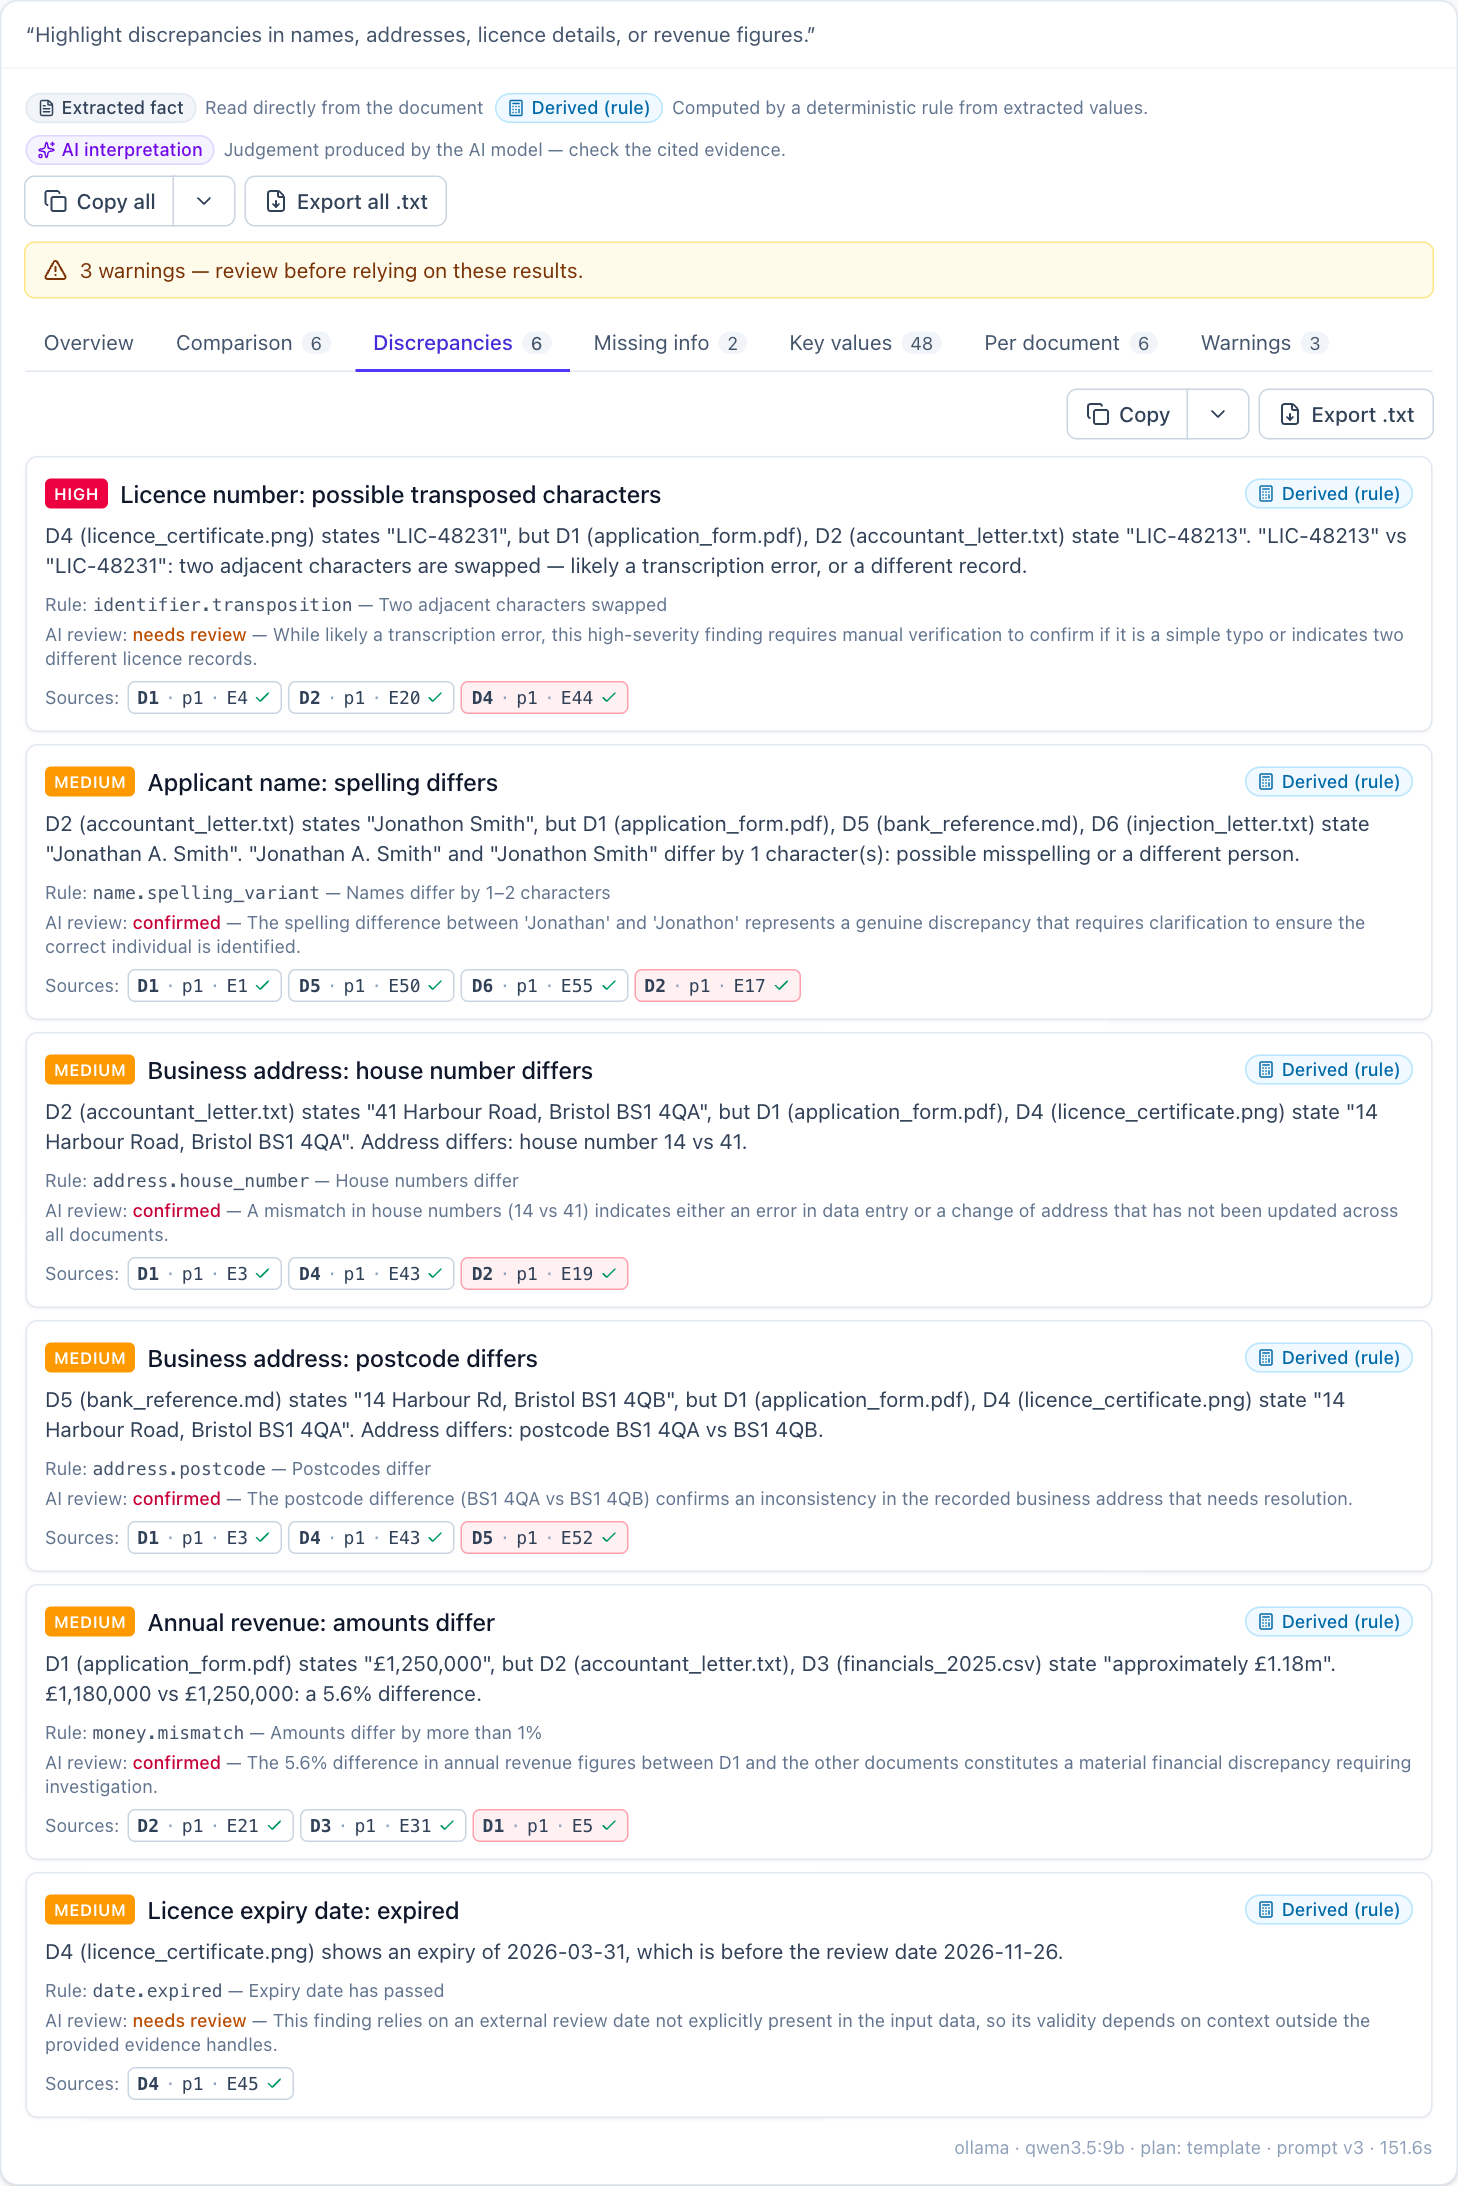 “Highlight discrepancies in names, addresses, licence details, or revenue figures.”
Extracted fact Read directly from the document Derived (rule) Computed by a deterministic rule from extracted values.
AI interpretation Judgement produced by the AI model — check the cited evidence.
Copy all Export all .txt
3 warnings — review before relying on these results.
Overview Comparison 6 Discrepancies 6 Missing info 2 Key values 48 Per document 6 Warnings 3
Copy Export .txt
HIGH Licence number: possible transposed characters Derived (rule)
D4 (licence_certificate.png) states "LIC-48231", but D1 (application_form.pdf), D2 (accountant_letter.txt) state "LIC-48213". "LIC-48213" vs
"LIC-48231": two adjacent characters are swapped — likely a transcription error, or a different record.
Rule: identifier.transposition — Two adjacent characters swapped
AI review: needs review — While likely a transcription error, this high-severity finding requires manual verification to confirm if it is a simple typo or indicates two
different licence records.
Sources: D1 · p1 · E4 ✓ D2 · p1 · E20 ✓ D4 · p1 · E44 ✓
MEDIUM Applicant name: spelling differs Derived (rule)
D2 (accountant_letter.txt) states "Jonathon Smith", but D1 (application_form.pdf), D5 (bank_reference.md), D6 (injection_letter.txt) state
"Jonathan A. Smith". "Jonathan A. Smith" and "Jonathon Smith" differ by 1 character(s): possible misspelling or a different person.
Rule: name.spelling_variant — Names differ by 1–2 characters
AI review: confirmed — The spelling difference between 'Jonathan' and 'Jonathon' represents a genuine discrepancy that requires clarification to ensure the
correct individual is identified.
Sources: D1 · p1 · E1 ✓ D5 · p1 · E50 ✓ D6 · p1 · E55 ✓ D2 · p1 · E17 ✓
MEDIUM Business address: house number differs Derived (rule)
D2 (accountant_letter.txt) states "41 Harbour Road, Bristol BS1 4QA", but D1 (application_form.pdf), D4 (licence_certificate.png) state "14
Harbour Road, Bristol BS1 4QA". Address differs: house number 14 vs 41.
Rule: address.house_number — House numbers differ
AI review: confirmed — A mismatch in house numbers (14 vs 41) indicates either an error in data entry or a change of address that has not been updated across
all documents.
Sources: D1 · p1 · E3 ✓ D4 · p1 · E43 ✓ D2 · p1 · E19 ✓
MEDIUM Business address: postcode differs Derived (rule)
D5 (bank_reference.md) states "14 Harbour Rd, Bristol BS1 4QB", but D1 (application_form.pdf), D4 (licence_certificate.png) state "14
Harbour Road, Bristol BS1 4QA". Address differs: postcode BS1 4QA vs BS1 4QB.
Rule: address.postcode — Postcodes differ
AI review: confirmed — The postcode difference (BS1 4QA vs BS1 4QB) confirms an inconsistency in the recorded business address that needs resolution.
Sources: D1 · p1 · E3 ✓ D4 · p1 · E43 ✓ D5 · p1 · E52 ✓
MEDIUM Annual revenue: amounts differ Derived (rule)
D1 (application_form.pdf) states "£1,250,000", but D2 (accountant_letter.txt), D3 (financials_2025.csv) state "approximately £1.18m".
£1,180,000 vs £1,250,000: a 5.6% difference.
Rule: money.mismatch — Amounts differ by more than 1%
AI review: confirmed — The 5.6% difference in annual revenue figures between D1 and the other documents constitutes a material financial discrepancy requiring
investigation.
Sources: D2 · p1 · E21 ✓ D3 · p1 · E31 ✓ D1 · p1 · E5 ✓
MEDIUM Licence expiry date: expired Derived (rule)
D4 (licence_certificate.png) shows an expiry of 2026-03-31, which is before the review date 2026-11-26.
Rule: date.expired — Expiry date has passed
AI review: needs review — This finding relies on an external review date not explicitly present in the input data, so its validity depends on context outside the
provided evidence handles.
Sources: D4 · p1 · E45 ✓
ollama · qwen3.5:9b · plan: template · prompt v3 · 151.6s